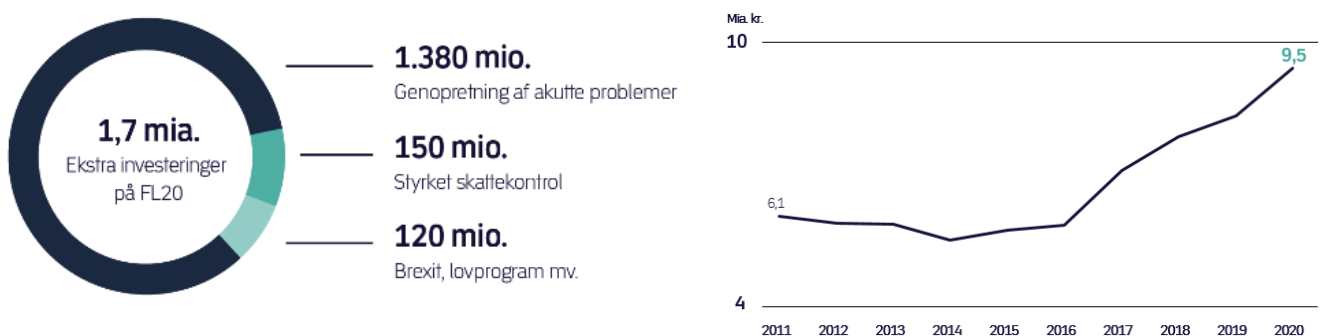 1,7 mia.
Ekstra investeringer
på FL20
1.380 mio.
Genopretning af akutte problemer
150 mio.
Styrket skattekontrol
120 mio.
Brexit, lovprogram mv.
Mia. kr.
10
9,5
6,1
4
2011 2012 2013 2014 2015 2016 2017 2018 2019 2020